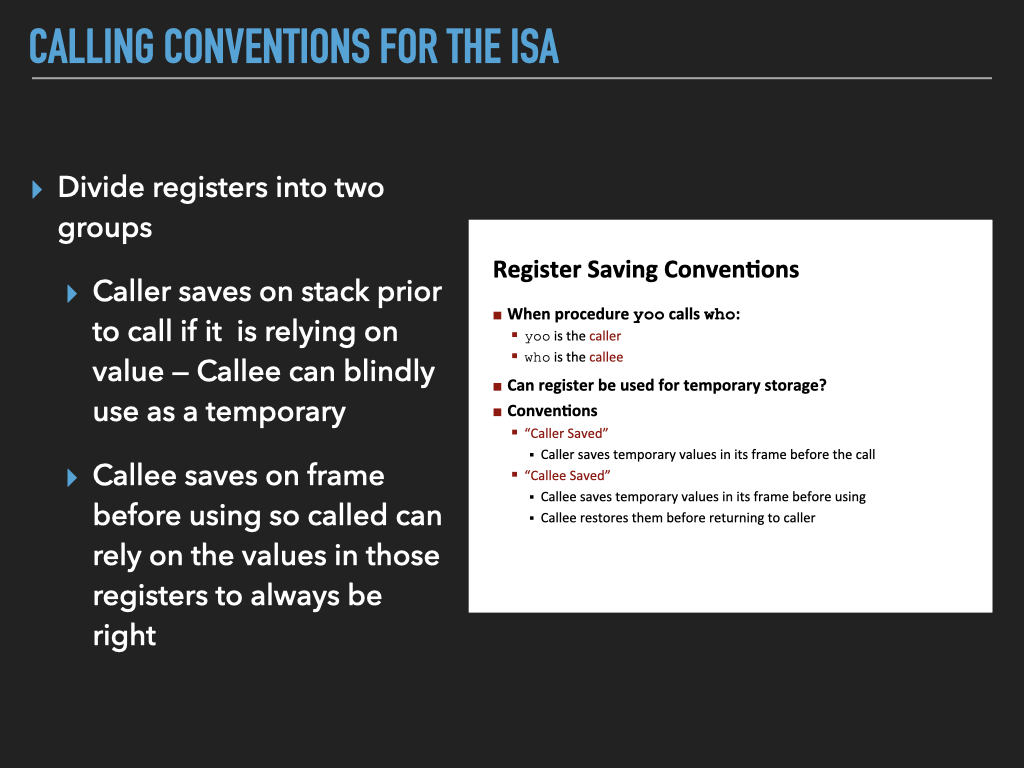 CALLING CONVENTIONS FOR THE ISA
Divide registers into two
groups
Caller saves on stack prior
to call if it is relying on
value – Callee can blindly
use as a temporary
Callee saves on frame
before using so called can
rely on the values in those
registers to always be
right
Register Saving Conventions
When procedure yoo calls who:
yoo is the caller
who is the callee
Can register be used for temporary storage?
Conventions
“Caller Saved”
Caller saves temporary values in its frame before the call
“Callee Saved”
Callee saves temporary values in its frame before using
Callee restores them before returning to caller